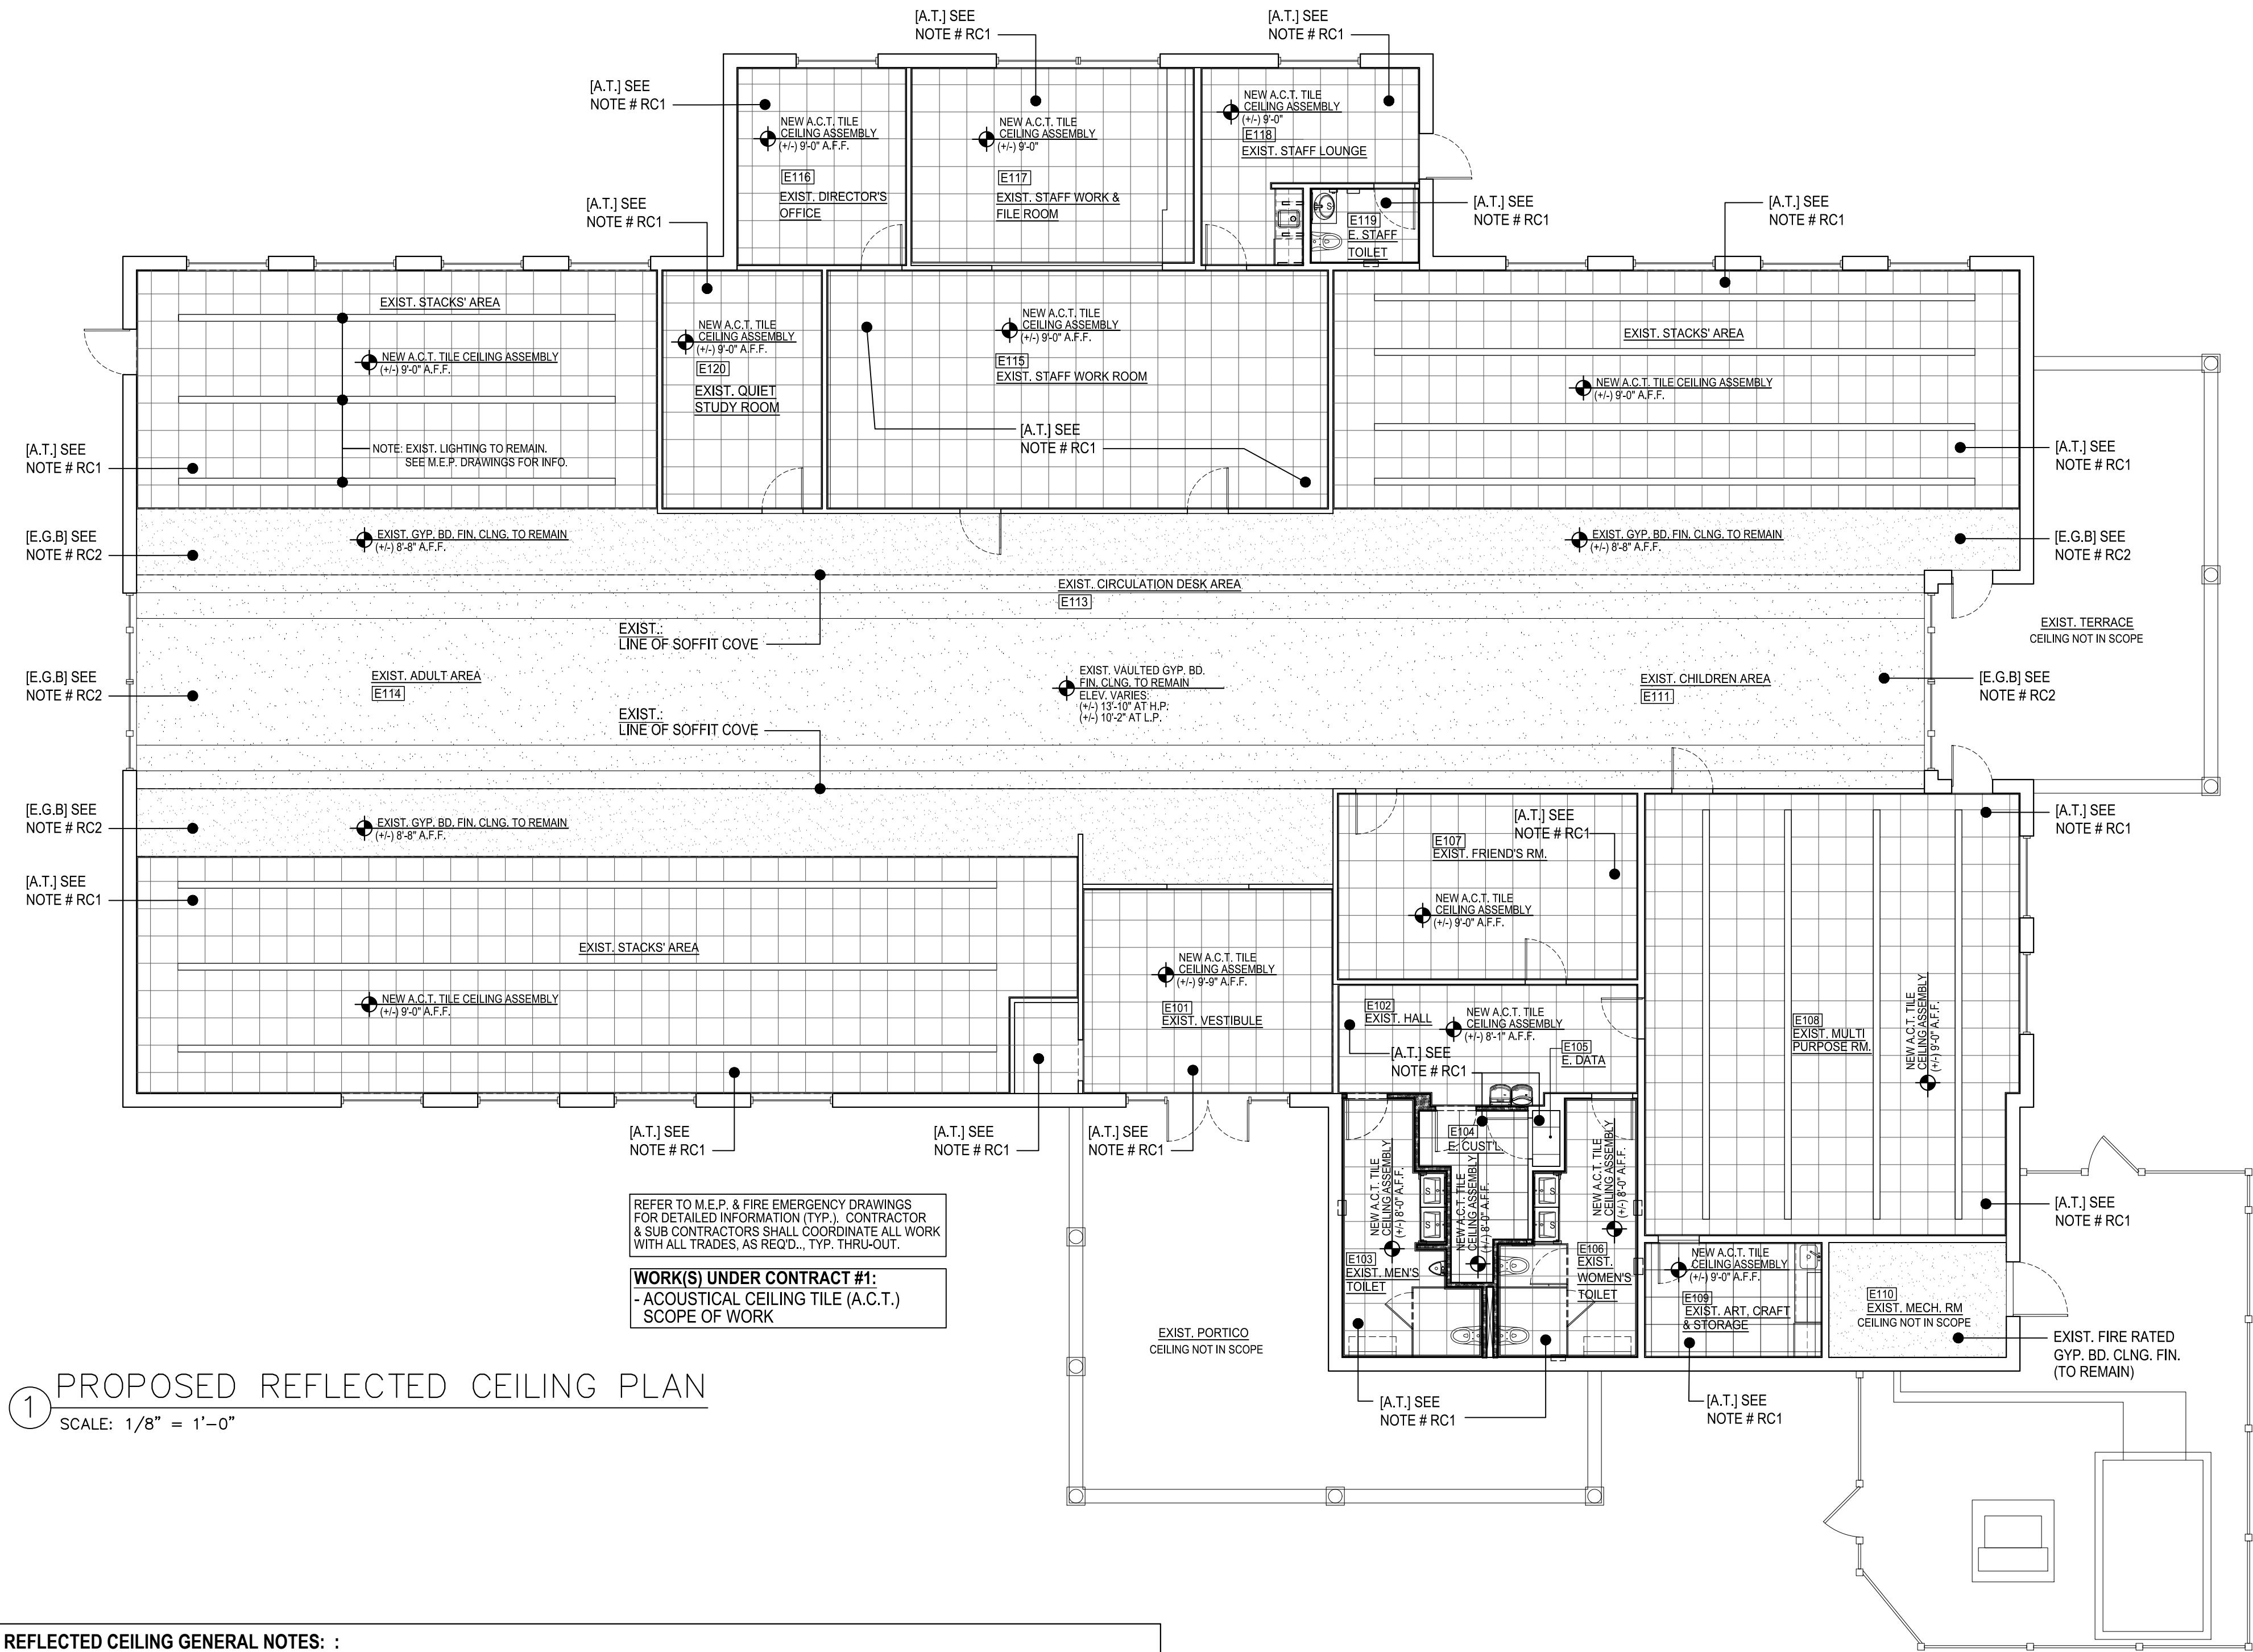 [A.T.] SEE
NOTE # RC1
[A.T.] SEE
NOTE # RC1
[A.T.] SEE
NOTE # RC1
NEW A.C.T. TILE
CEILING ASSEMBLY
(+/-) 9'-0" A.F.F.
E116
EXIST. DIRECTOR'S
OFFICE
NEW A.C.T. TILE
CEILING ASSEMBLY
(+/-) 9'-0"
E117
EXIST. STAFF WORK &
FILE ROOM
NEW A.C.T. TILE
CEILING ASSEMBLY
(+/-) 9'-0"
E118
EXIST. STAFF LOUNGE
[A.T.] SEE
NOTE # RC1
S
E119
E. STAFF
TOILET
[A.T.] SEE
NOTE # RC1
[A.T.] SEE
NOTE # RC1
EXIST. STACKS' AREA
NEW A.C.T. TILE CEILING ASSEMBLY
(+/-) 9'-0" A.F.F.
NOTE: EXIST. LIGHTING TO REMAIN.
SEE M.E.P. DRAWINGS FOR INFO.
[A.T.] SEE
NOTE # RC1
NEW A.C.T. TILE
CEILING ASSEMBLY
(+/-) 9'-0" A.F.F.
E120
EXIST. QUIET
STUDY ROOM
NEW A.C.T. TILE
CEILING ASSEMBLY
(+/-) 9'-0" A.F.F.
E115
EXIST. STAFF WORK ROOM
[A.T.] SEE
NOTE # RC1
EXIST. STACKS' AREA
NEW A.C.T. TILE CEILING ASSEMBLY
(+/-) 9'-0" A.F.F.
[A.T.] SEE
NOTE # RC1
[E.G.B] SEE
NOTE # RC2
EXIST. GYP. BD. FIN. CLNG. TO REMAIN
(+/-) 8'-8" A.F.F.
EXIST. GYP. BD. FIN. CLNG. TO REMAIN
(+/-) 8'-8" A.F.F.
[E.G.B] SEE
NOTE # RC2
EXIST. CIRCULATION DESK AREA
E113
EXIST.:
LINE OF SOFFIT COVE
EXIST. TERRACE
CEILING NOT IN SCOPE
[E.G.B] SEE
NOTE # RC2
EXIST. ADULT AREA
E114
EXIST. VAULTED GYP. BD.
FIN. CLNG. TO REMAIN
ELEV. VARIES:
(+/-) 13'-10" AT H.P.
(+/-) 10'-2" AT L.P.
EXIST. CHILDREN AREA
E111
[E.G.B] SEE
NOTE # RC2
EXIST.:
LINE OF SOFFIT COVE
[E.G.B] SEE
NOTE # RC2
EXIST. GYP. BD. FIN. CLNG. TO REMAIN
(+/-) 8'-8" A.F.F.
[A.T.] SEE
NOTE # RC1
E107
EXIST. FRIEND'S RM.
NEW A.C.T. TILE
CEILING ASSEMBLY
(+/-) 9'-0" A.F.F.
[A.T.] SEE
NOTE # RC1
[A.T.] SEE
NOTE # RC1
EXIST. STACKS' AREA
NEW A.C.T. TILE CEILING ASSEMBLY
(+/-) 9'-0" A.F.F.
NEW A.C.T. TILE
CEILING ASSEMBLY
(+/-) 9'-9" A.F.F.
E101
EXIST. VESTIBULE
E102
EXIST. HALL
NEW A.C.T. TILE
CEILING ASSEMBLY
(+/-) 8'-1" A.F.F.
[A.T.] SEE
NOTE # RC1
E105
E. DATA
E108
EXIST. MULTI
PURPOSE RM.
NEW A.C.T. TILE
CEILING ASSEMBLY
(+/-) 9'-0" A.F.F.
[A.T.] SEE
NOTE # RC1
[A.T.] SEE
NOTE # RC1
[A.T.] SEE
NOTE # RC1
E104
E. CUST'L.
NEW A.C.T. TILE
CEILING ASSEMBLY
(+/-) 8'-0" A.F.F.
NEW A.C.T. TILE
CEILING ASSEMBLY
(+/-) 8'-0" A.F.F.
NEW A.C.T. TILE
CEILING ASSEMBLY
(+/-) 8'-0" A.F.F.
S
S
S
S
E103
EXIST. MEN'S
TOILET
E106
EXIST.
WOMEN'S
TOILET
[A.T.] SEE
NOTE # RC1
NEW A.C.T. TILE
CEILING ASSEMBLY
(+/-) 9'-0" A.F.F.
E109
EXIST. ART, CRAFT
& STORAGE
E110
EXIST. MECH. RM
CEILING NOT IN SCOPE
EXIST. FIRE RATED
GYP. BD. CLNG. FIN.
(TO REMAIN)
REFER TO M.E.P. & FIRE EMERGENCY DRAWINGS
FOR DETAILED INFORMATION (TYP.). CONTRACTOR
& SUB CONTRACTORS SHALL COORDINATE ALL WORK
WITH ALL TRADES, AS REQ'D.., TYP. THRU-OUT.
WORK(S) UNDER CONTRACT #1:
- ACOUSTICAL CEILING TILE (A.C.T.)
SCOPE OF WORK
EXIST. PORTICO
CEILING NOT IN SCOPE
[A.T.] SEE
NOTE # RC1
[A.T.] SEE
NOTE # RC1
1
PROPOSED REFLECTED CEILING PLAN
SCALE: 1/8" = 1'-0"
REFLECTED CEILING GENERAL NOTES: :